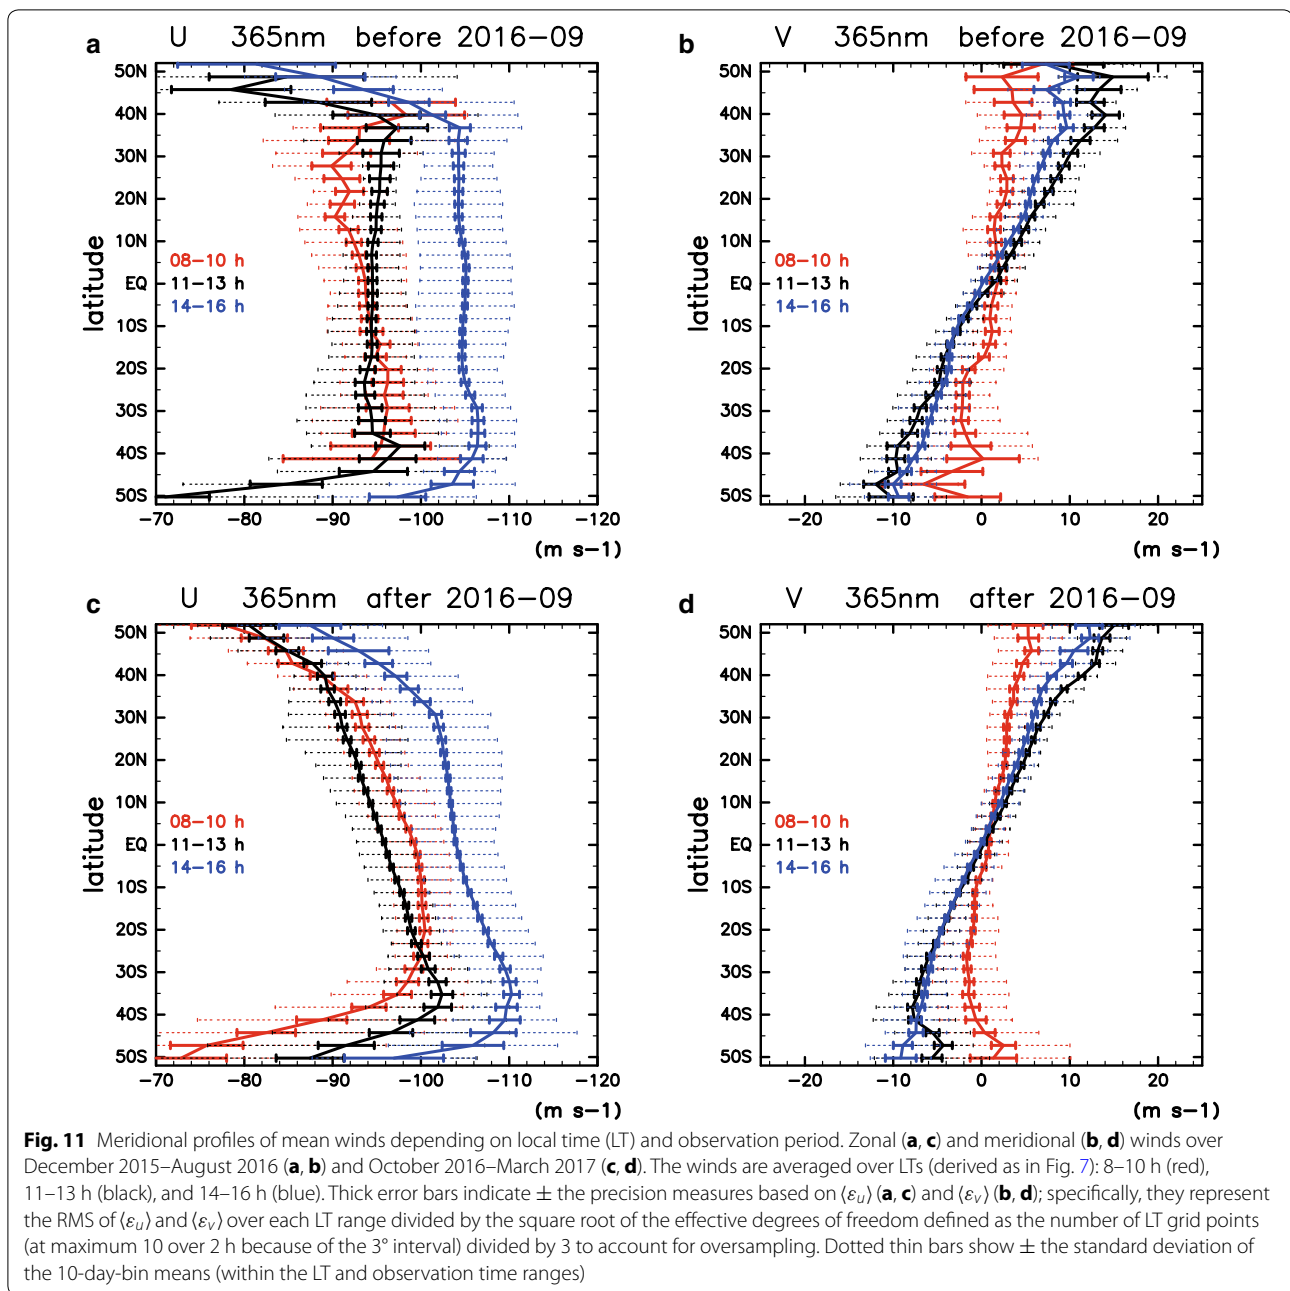 a
U 365nm before 2016-09
50N
40N
30N
20N
10N
EQ
10S
20S
30S
40S
50S
latitude
08-10 h
11-13 h
14-16 h
-70 -80 -90 -100 -110 -120
(m s-1)
b
V 365nm before 2016-09
50N
40N
30N
20N
10N
EQ
10S
20S
30S
40S
50S
latitude
08-10 h
11-13 h
14-16 h
-20 -10 0 10 20
(m s-1)
c
U 365nm after 2016-09
50N
40N
30N
20N
10N
EQ
10S
20S
30S
40S
50S
latitude
08-10 h
11-13 h
14-16 h
-70 -80 -90 -100 -110 -120
(m s-1)
d
V 365nm after 2016-09
50N
40N
30N
20N
10N
EQ
10S
20S
30S
40S
50S
latitude
08-10 h
11-13 h
14-16 h
-20 -10 0 10 20
(m s-1)
Fig. 11 Meridional profiles of mean winds depending on local time (LT) and observation period. Zonal (a, c) and meridional (b, d) winds over
December 2015–August 2016 (a, b) and October 2016–March 2017 (c, d). The winds are averaged over LTs (derived as in Fig. 7): 8–10 h (red),
11–13 h (black), and 14–16 h (blue). Thick error bars indicate ± the precision measures based on ⟨εu⟩ (a, c) and ⟨εv⟩ (b, d); specifically, they represent
the RMS of ⟨εu⟩ and ⟨εv⟩ over each LT range divided by the square root of the effective degrees of freedom defined as the number of LT grid points
(at maximum 10 over 2 h because of the 3° interval) divided by 3 to account for oversampling. Dotted thin bars show ± the standard deviation of
the 10-day-bin means (within the LT and observation time ranges)